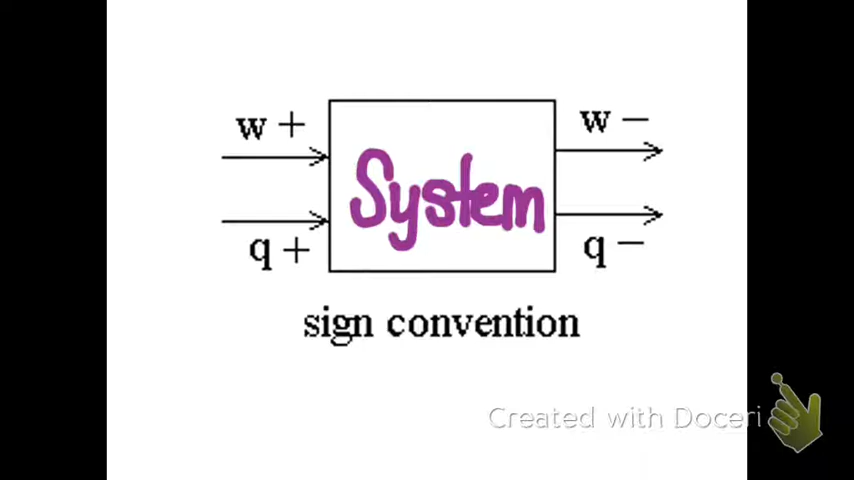 w + w −
System
q + q −
sign convention
Created with Doceri